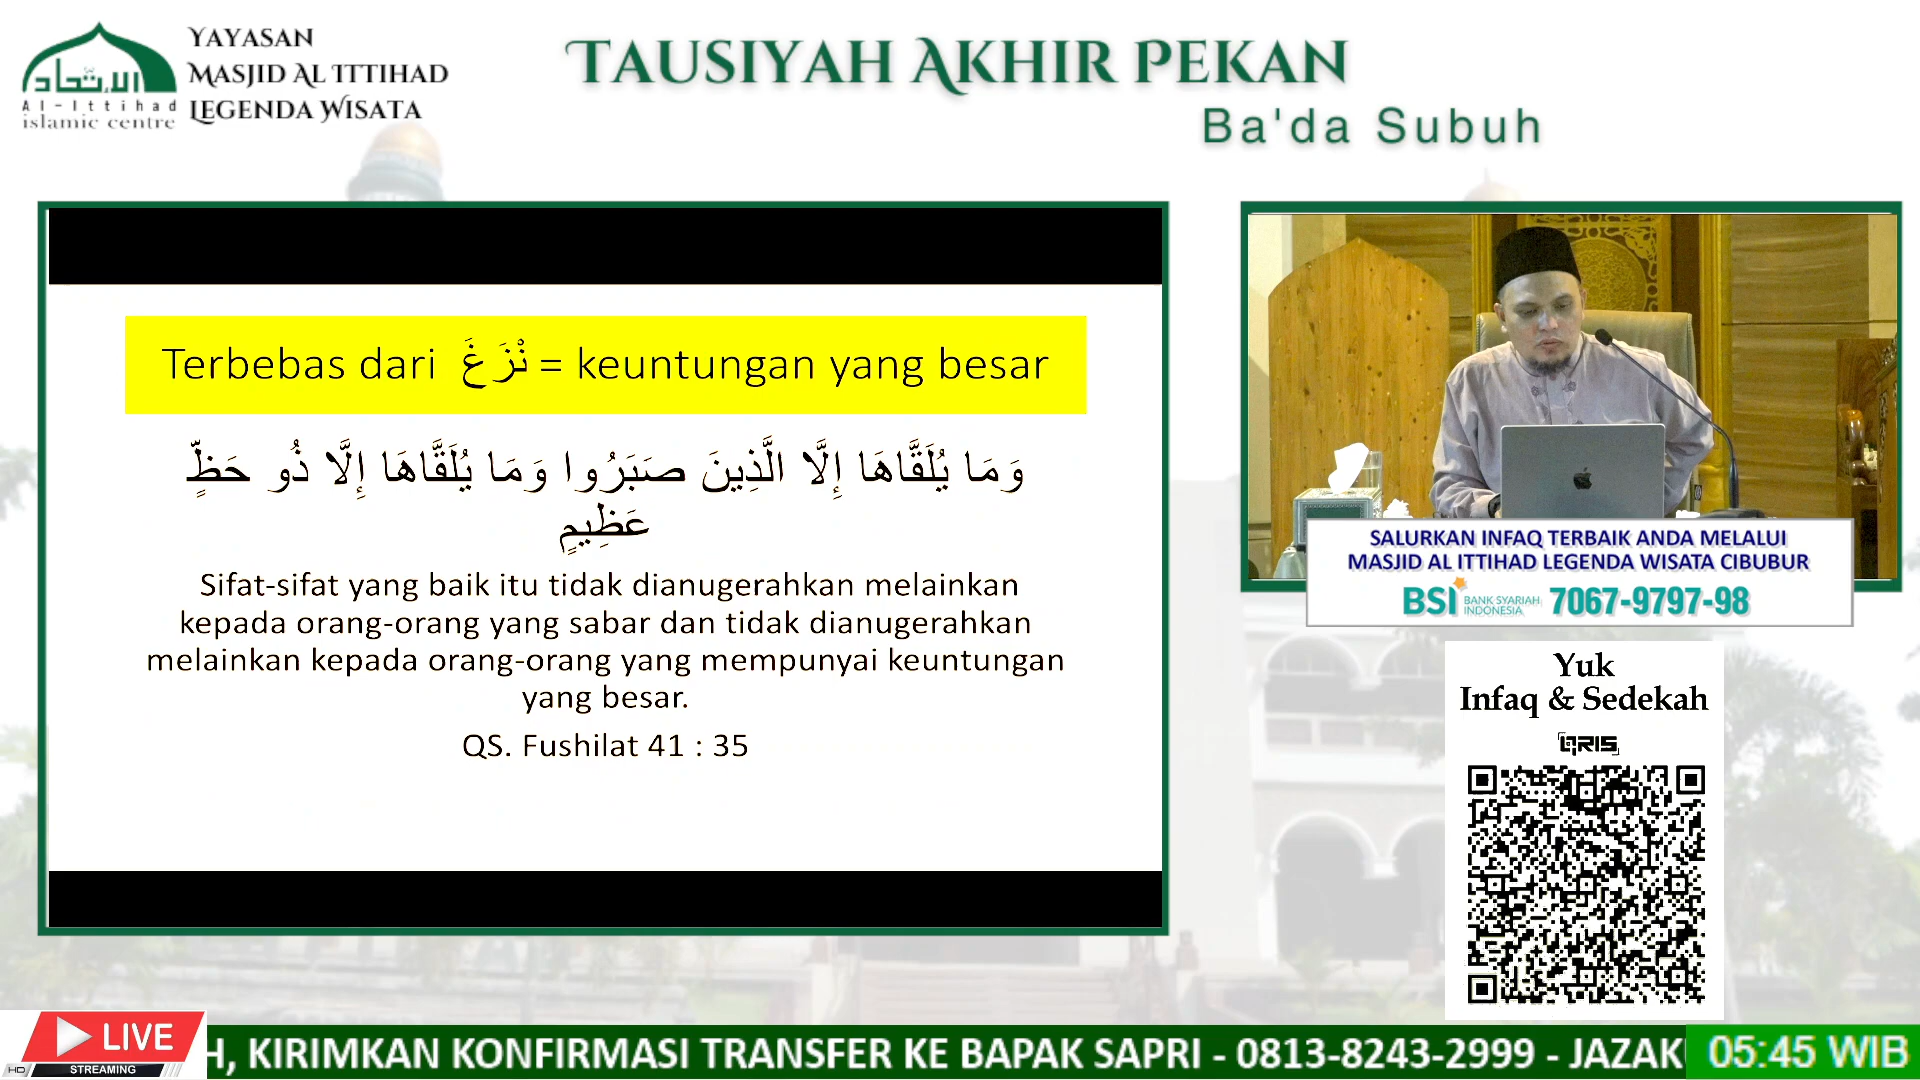 الإتحاد
Al-Ittihad
islamic centre
YAYASAN
MASJID AL ITTIHAD
LEGENDA WISATA
TAUSIYAH AKHIR PEKAN
Ba'da Subuh
Terbebas dari نْزَغَ = keuntungan yang besar
وَمَا يُلَقَّاهَا إِلَّا الَّذِينَ صَبَرُوا وَمَا يُلَقَّاهَا إِلَّا ذُو حَظٍّ
عَظِيمٍ
Sifat-sifat yang baik itu tidak dianugerahkan melainkan
kepada orang-orang yang sabar dan tidak dianugerahkan
melainkan kepada orang-orang yang mempunyai keuntungan
yang besar.
QS. Fushilat 41 : 35
SALURKAN INFAQ TERBAIK ANDA MELALUI
MASJID AL ITTIHAD LEGENDA WISATA CIBUBUR
BSI BANK SYARIAH INDONESIA 7067-9797-98
Yuk
Infaq & Sedekah
QRIS
LIVE
HD STREAMING
H, KIRIMKAN KONFIRMASI TRANSFER KE BAPAK SAPRI - 0813-8243-2999 - JAZAK
05:45 WIB